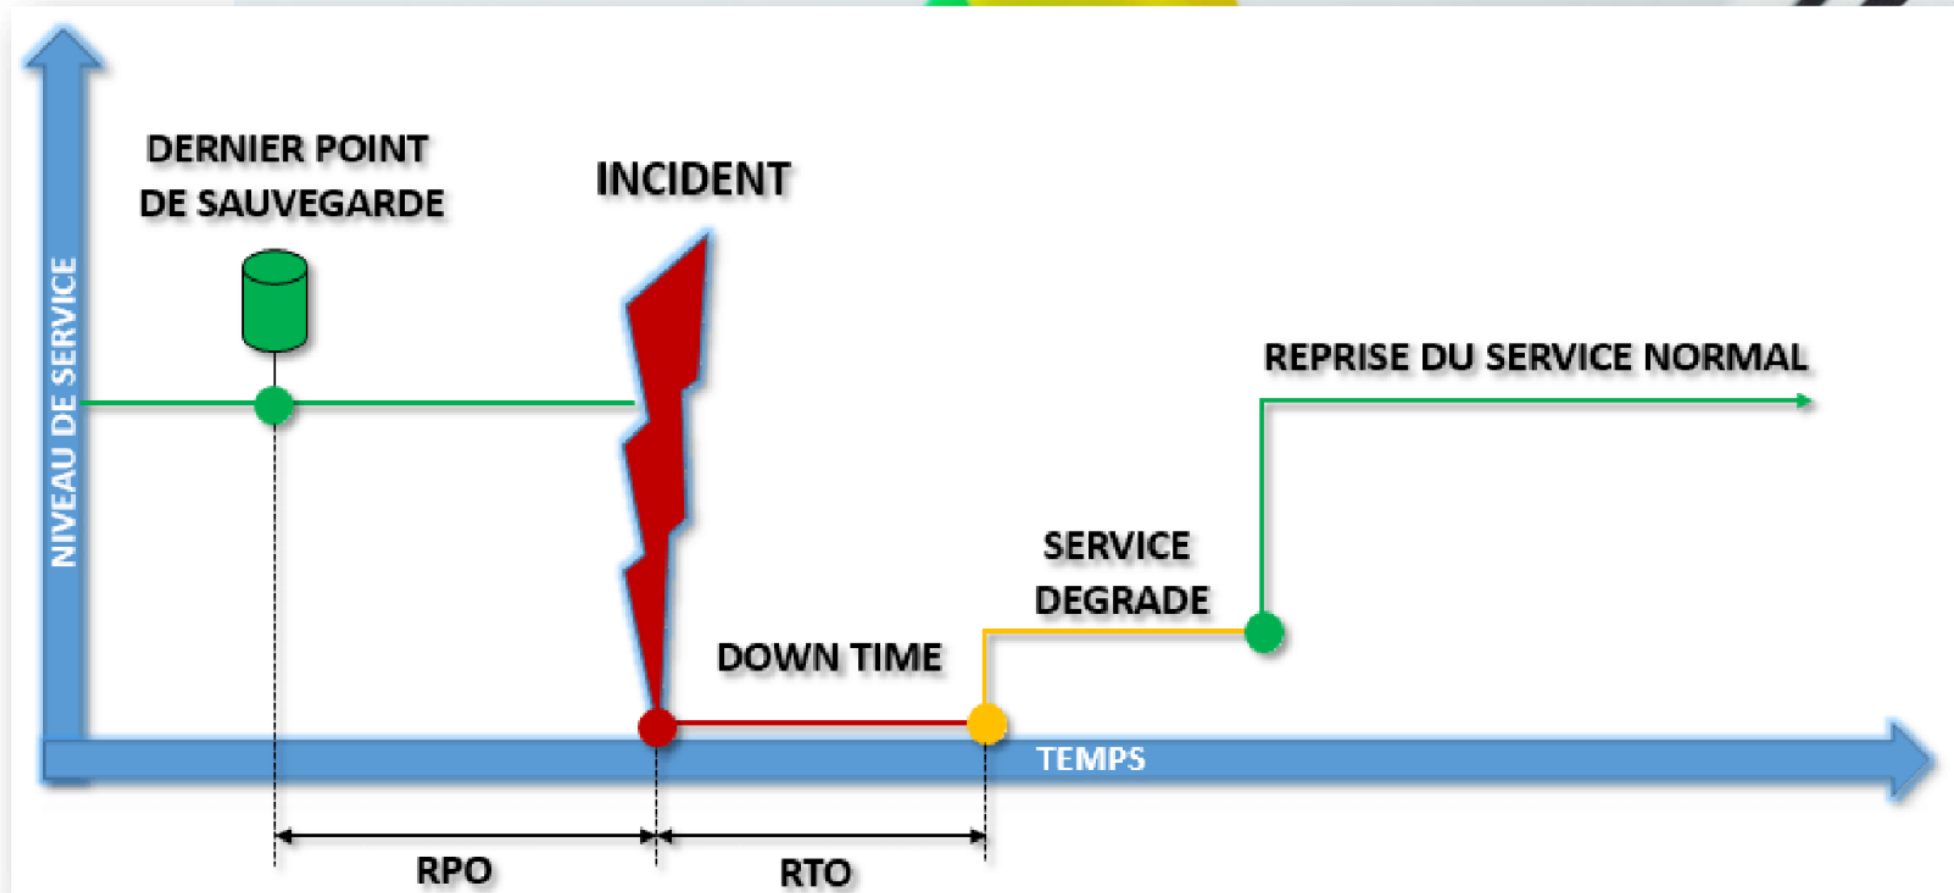 DERNIER POINT
DE SAUVEGARDE
INCIDENT
NIVEAU DE SERVICE
REPRISE DU SERVICE NORMAL
SERVICE
DEGRADE
DOWN TIME
TEMPS
RPO
RTO